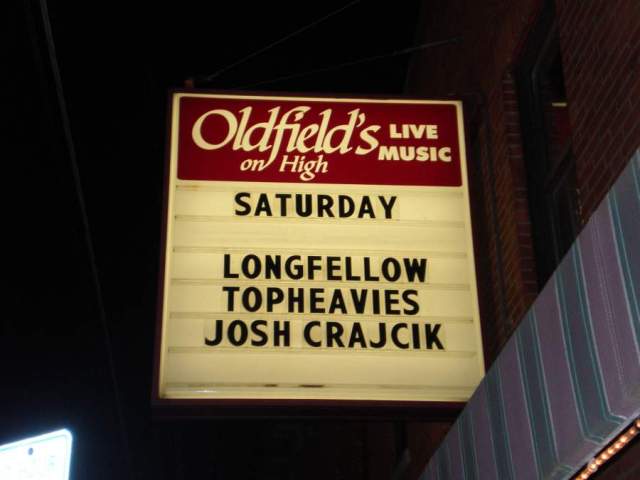 Oldfield's
on High
LIVE
MUSIC
SATURDAY
LONGFELLOW
TOPHEAVIES
JOSH CRAJCIK